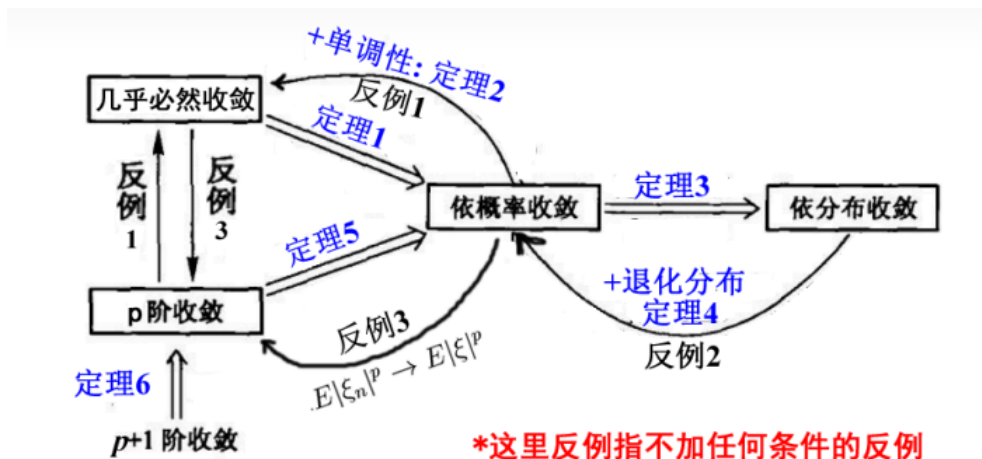 +单调性: 定理2
反例1
几乎必然收敛
定理1
反例1
反例3
依概率收敛
定理3
依分布收敛
定理5
p阶收敛
反例3
E|ξₙ|ᵖ → E|ξ|ᵖ
+退化分布
定理4
反例2
定理6
p+1 阶收敛
*这里反例指不加任何条件的反例